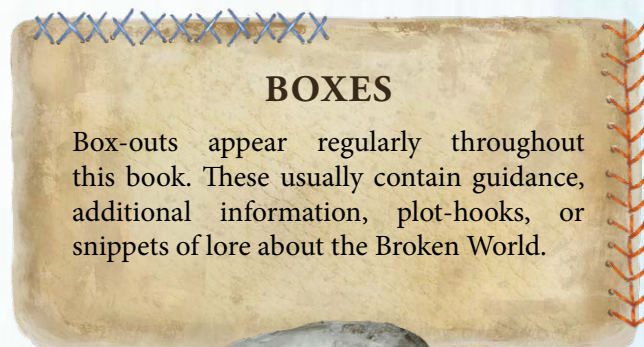 BOXES
Box-outs appear regularly throughout
this book. These usually contain guidance,
additional information, plot-hooks, or
snippets of lore about the Broken World.